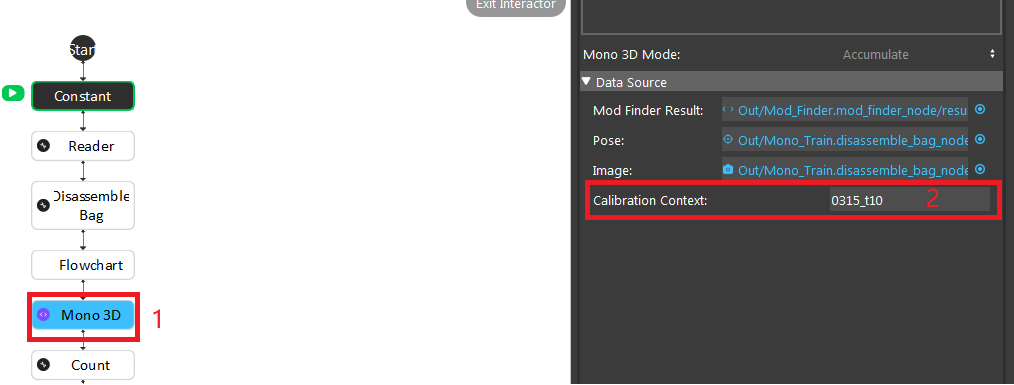 Exit Interactor
Start
Constant
Reader
Disassemble
Bag
Flowchart
Mono 3D
1
Count
Mono 3D Mode:
Accumulate
Data Source
Mod Finder Result:
Out/Mod_Finder.mod_finder_node/resu
Pose:
Out/Mono_Train.disassemble_bag_node
Image:
Out/Mono_Train.disassemble_bag_node
Calibration Context:
0315_t10
2